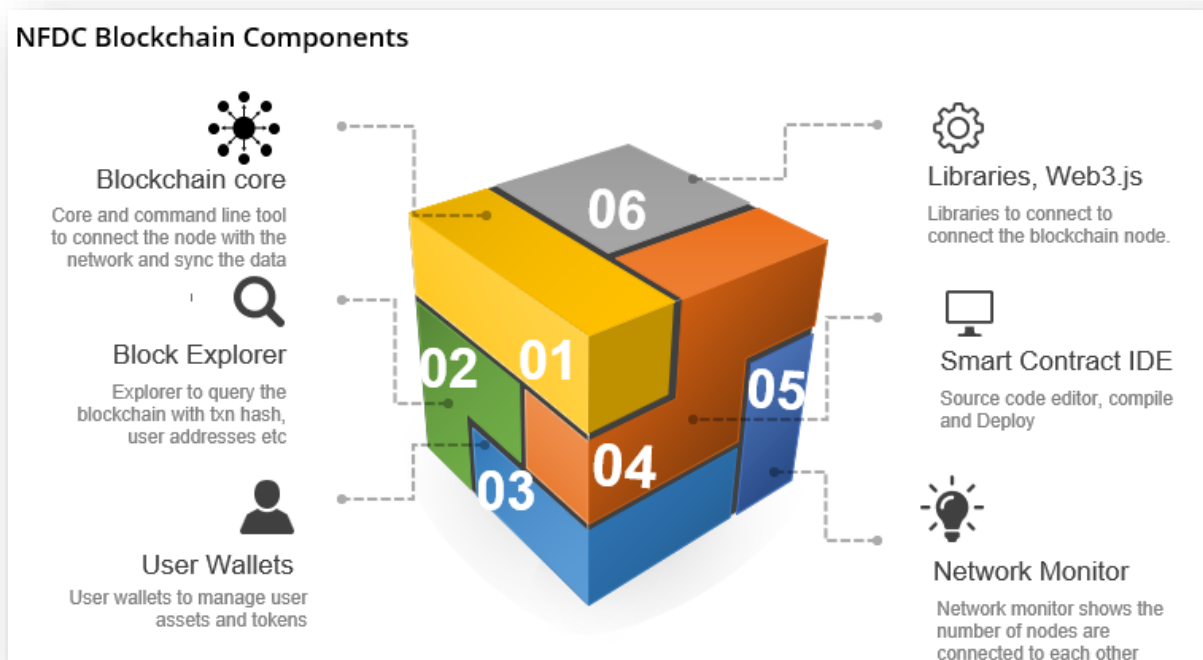 NFDC Blockchain Components
Blockchain core
Core and command line tool
to connect the node with the
network and sync the data
Block Explorer
Explorer to query the
blockchain with txn hash,
user addresses etc
User Wallets
User wallets to manage user
assets and tokens
06
01
02
05
04
03
Libraries, Web3.js
Libraries to connect to
connect the blockchain node.
Smart Contract IDE
Source code editor, compile
and Deploy
Network Monitor
Network monitor shows the
number of nodes are
connected to each other